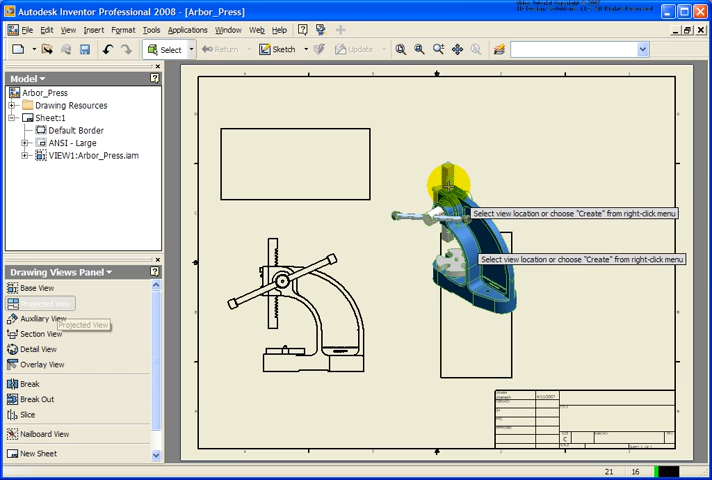 Autodesk Inventor Professional 2008 - [Arbor_Press]
File Edit View Insert Format Tools Applications Window Web Help
Select Return Sketch Update
Model
Arbor_Press
Drawing Resources
Sheet:1
Default Border
ANSI - Large
VIEW1:Arbor_Press.iam
Select view location or choose "Create" from right-click menu
Select view location or choose "Create" from right-click menu
Drawing Views Panel
Base View
Projected View
Auxiliary View
Projected View
Section View
Detail View
Overlay View
Break
Break Out
Slice
Nailboard View
New Sheet
C
21 16